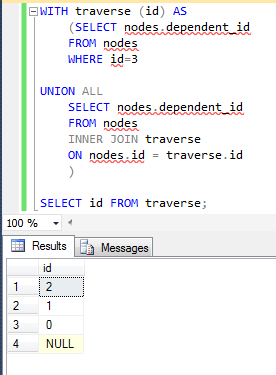 WITH traverse (id) AS
(SELECT nodes.dependent_id
FROM nodes
WHERE id=3
UNION ALL
SELECT nodes.dependent_id
FROM nodes
INNER JOIN traverse
ON nodes.id = traverse.id
)
SELECT id FROM traverse;
100 %
Results Messages
id
1 2
2 1
3 0
4 NULL